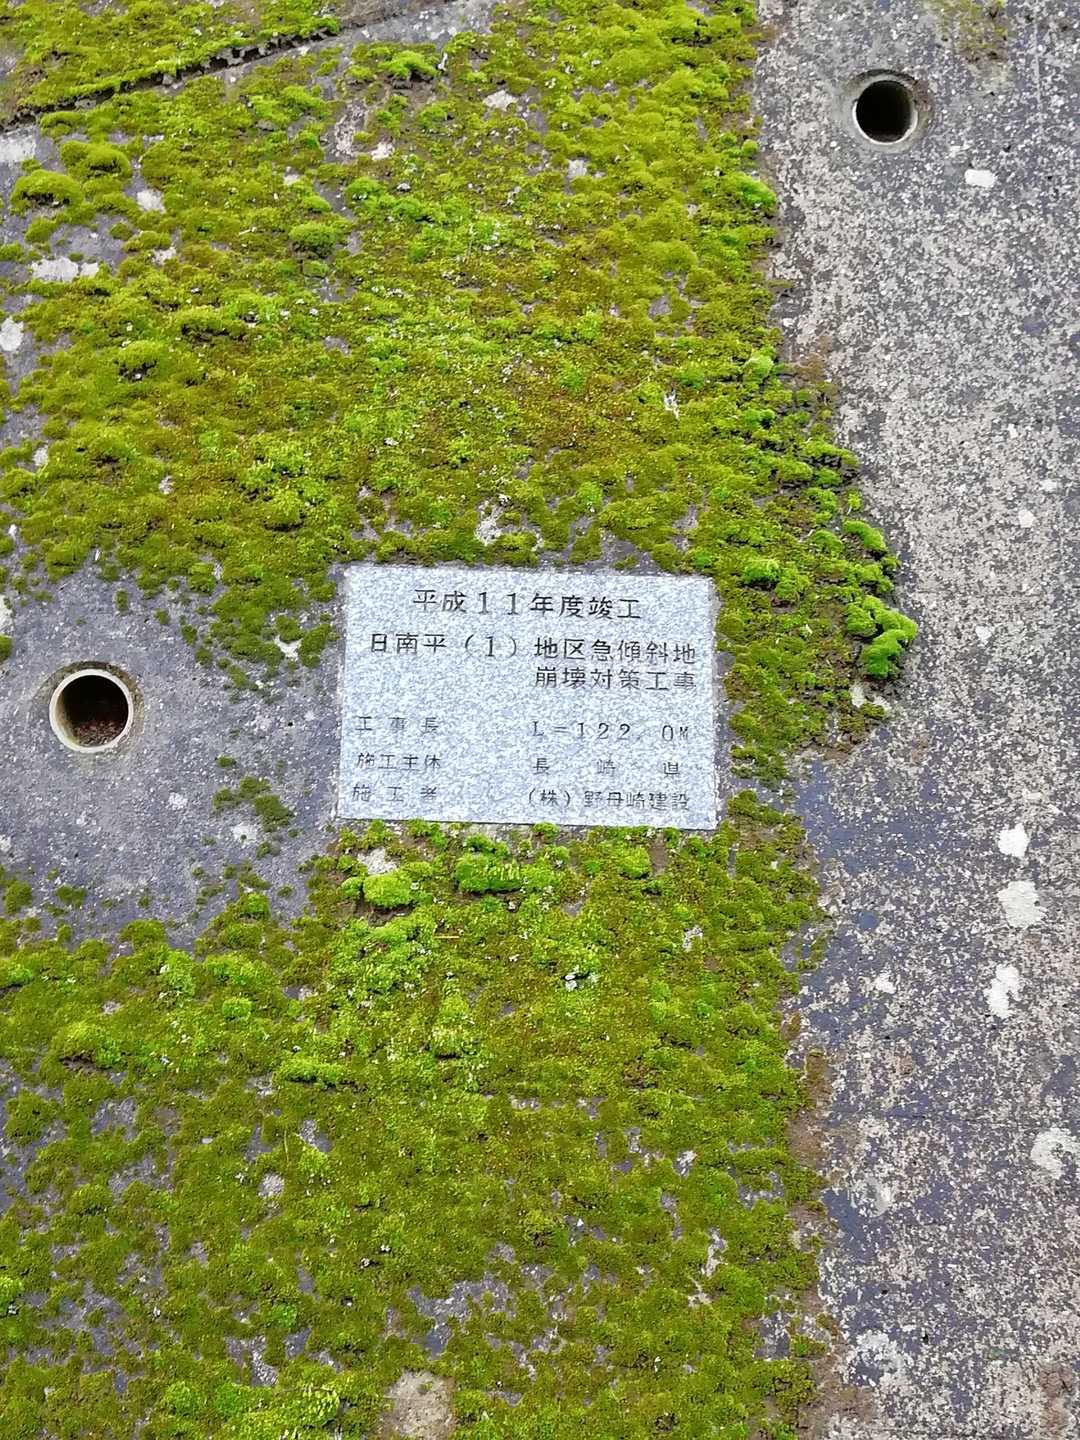 平成11年度竣工
日南平(1)地区急傾斜地
崩壊対策工事
工事長 L=122.0M
施工主体 長崎県
施工者 (株)野母崎建設